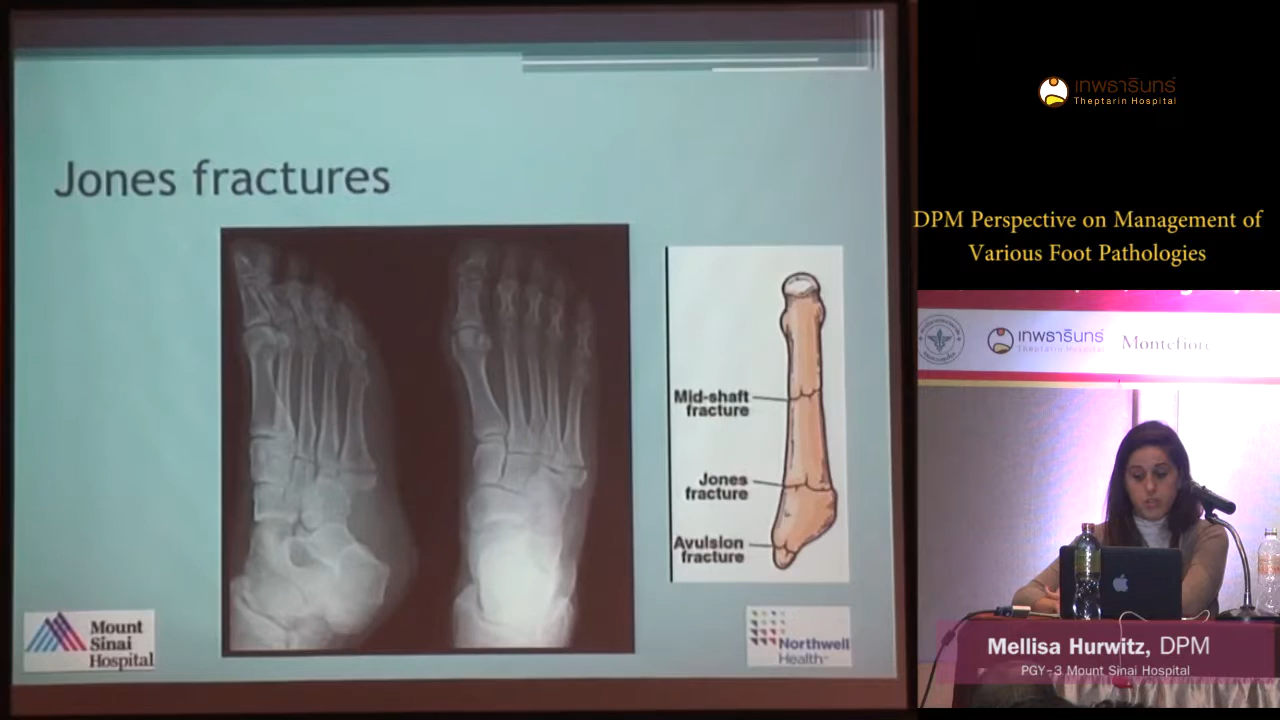 Jones fractures
Mid-shaft
fracture
Jones
fracture
Avulsion
fracture
Mount
Sinai
Hospital
Northwell
Health
เทพธารินทร์
Theptarin Hospital
DPM Perspective on Management of
Various Foot Pathologies
เทพธารินทร์
Theptarin Hospital
Montefiore
Mellisa Hurwitz, DPM
PGY-3 Mount Sinai Hospital